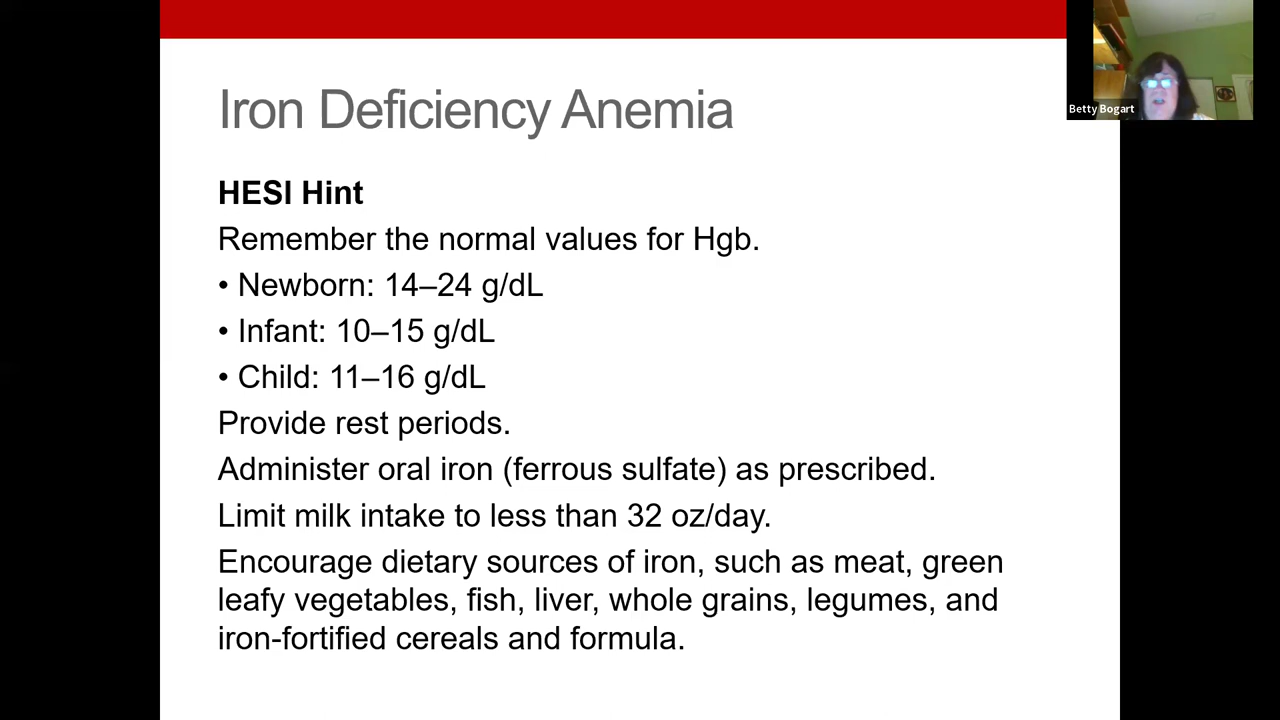 Iron Deficiency Anemia
Betty Bogart
HESI Hint
Remember the normal values for Hgb.
• Newborn: 14–24 g/dL
• Infant: 10–15 g/dL
• Child: 11–16 g/dL
Provide rest periods.
Administer oral iron (ferrous sulfate) as prescribed.
Limit milk intake to less than 32 oz/day.
Encourage dietary sources of iron, such as meat, green
leafy vegetables, fish, liver, whole grains, legumes, and
iron-fortified cereals and formula.